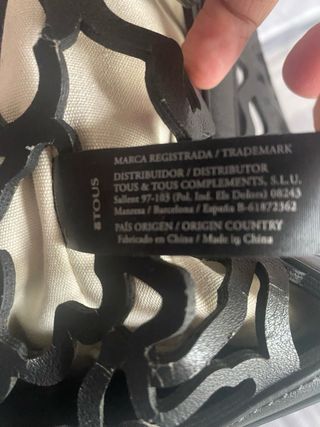 TOUS
MARCA REGISTRADA / TRADEMARK
DISTRIBUIDOR / DISTRIBUTOR
TOUS & TOUS COMPLEMENTS, S.L.U.
Sallent 97-103 (Pol. Ind. Els Dolors) 08243
Manresa / Barcelona / España B-61872362
PAÍS ORIGEN / ORIGIN COUNTRY
Fabricado en China / Made in China